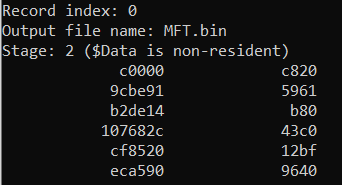 Record index: 0
Output file name: MFT.bin
Stage: 2 ($Data is non-resident)
c0000 c820
9cbe91 5961
b2de14 b80
107682c 43c0
cf8520 12bf
eca590 9640